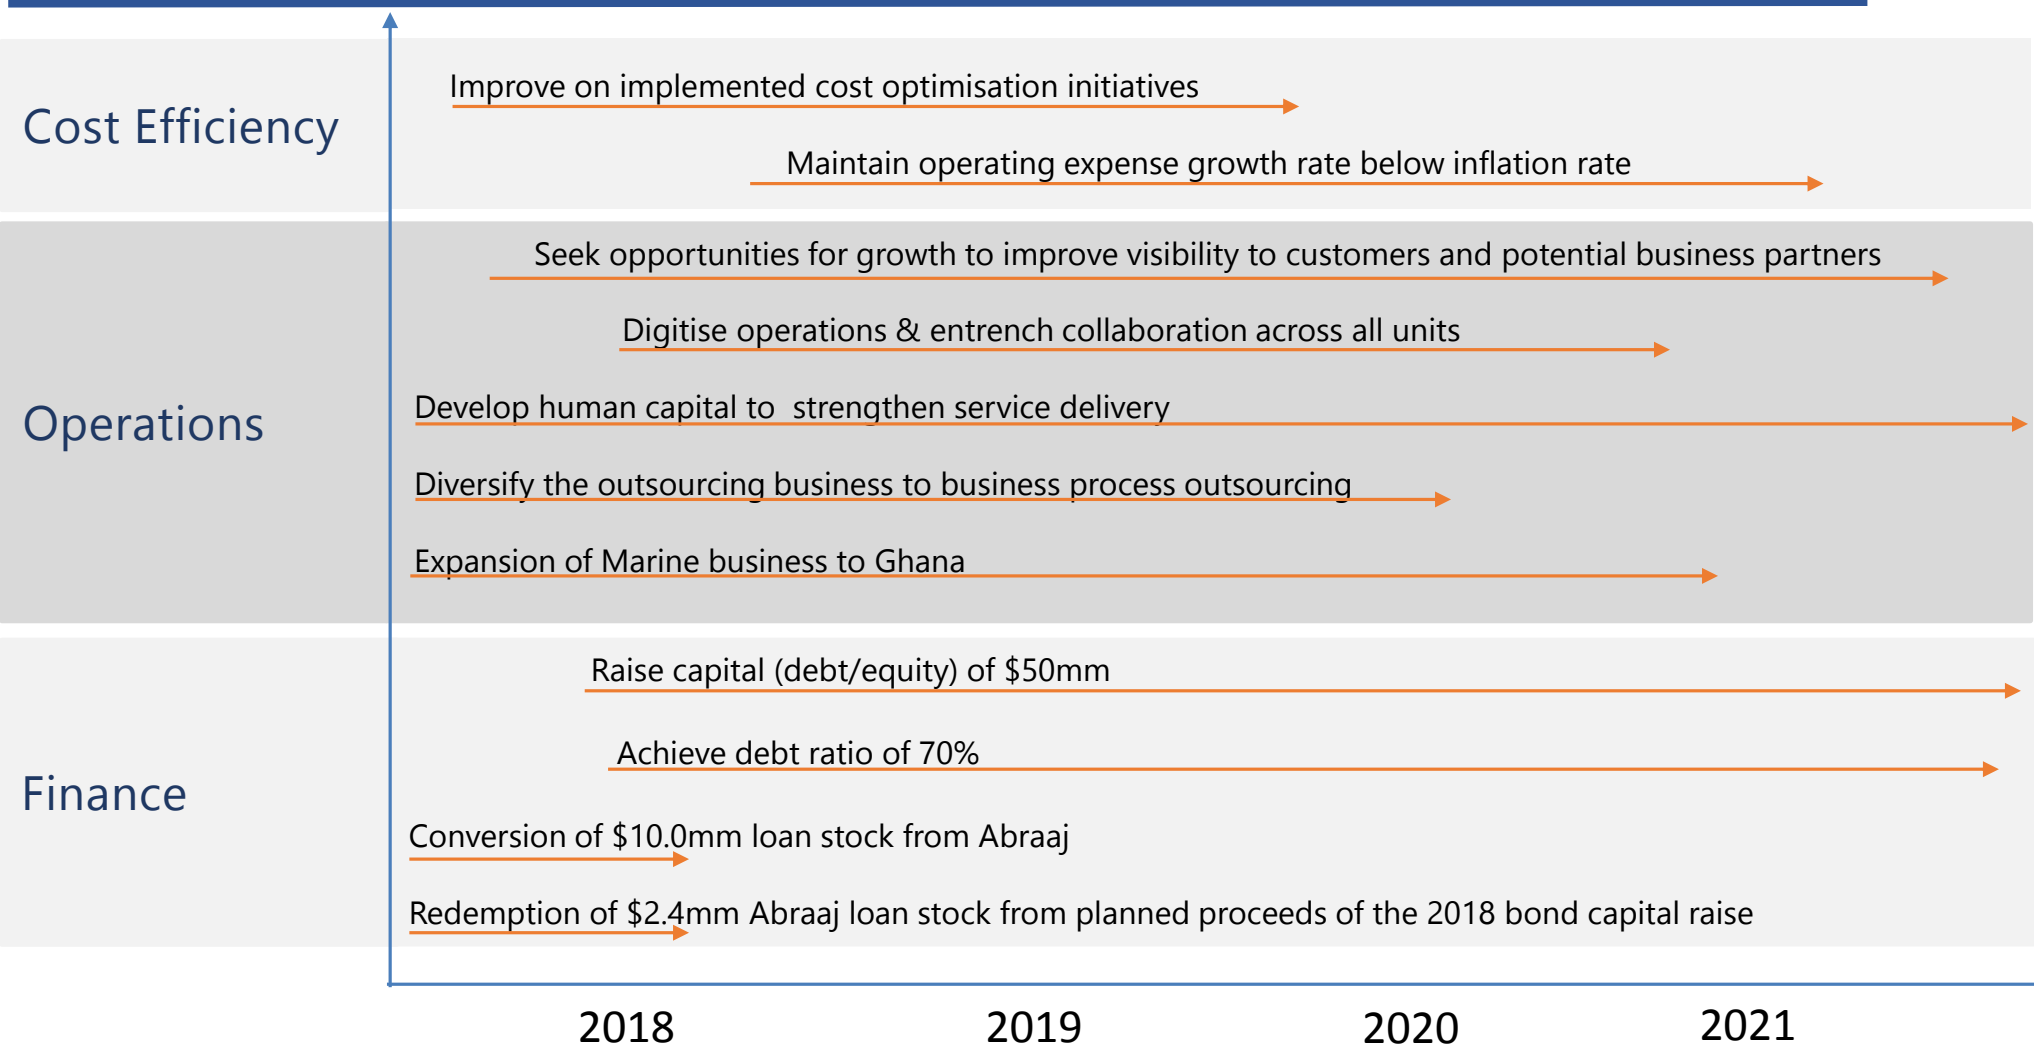 Cost Efficiency
Improve on implemented cost optimisation initiatives
Maintain operating expense growth rate below inflation rate
Operations
Seek opportunities for growth to improve visibility to customers and potential business partners
Digitise operations & entrench collaboration across all units
Develop human capital to  strengthen service delivery
Diversify the outsourcing business to business process outsourcing
Expansion of Marine business to Ghana
Finance
Raise capital (debt/equity) of $50mm
Achieve debt ratio of 70%
Conversion of $10.0mm loan stock from Abraaj
Redemption of $2.4mm Abraaj loan stock from planned proceeds of the 2018 bond capital raise
2018 2019 2020 2021